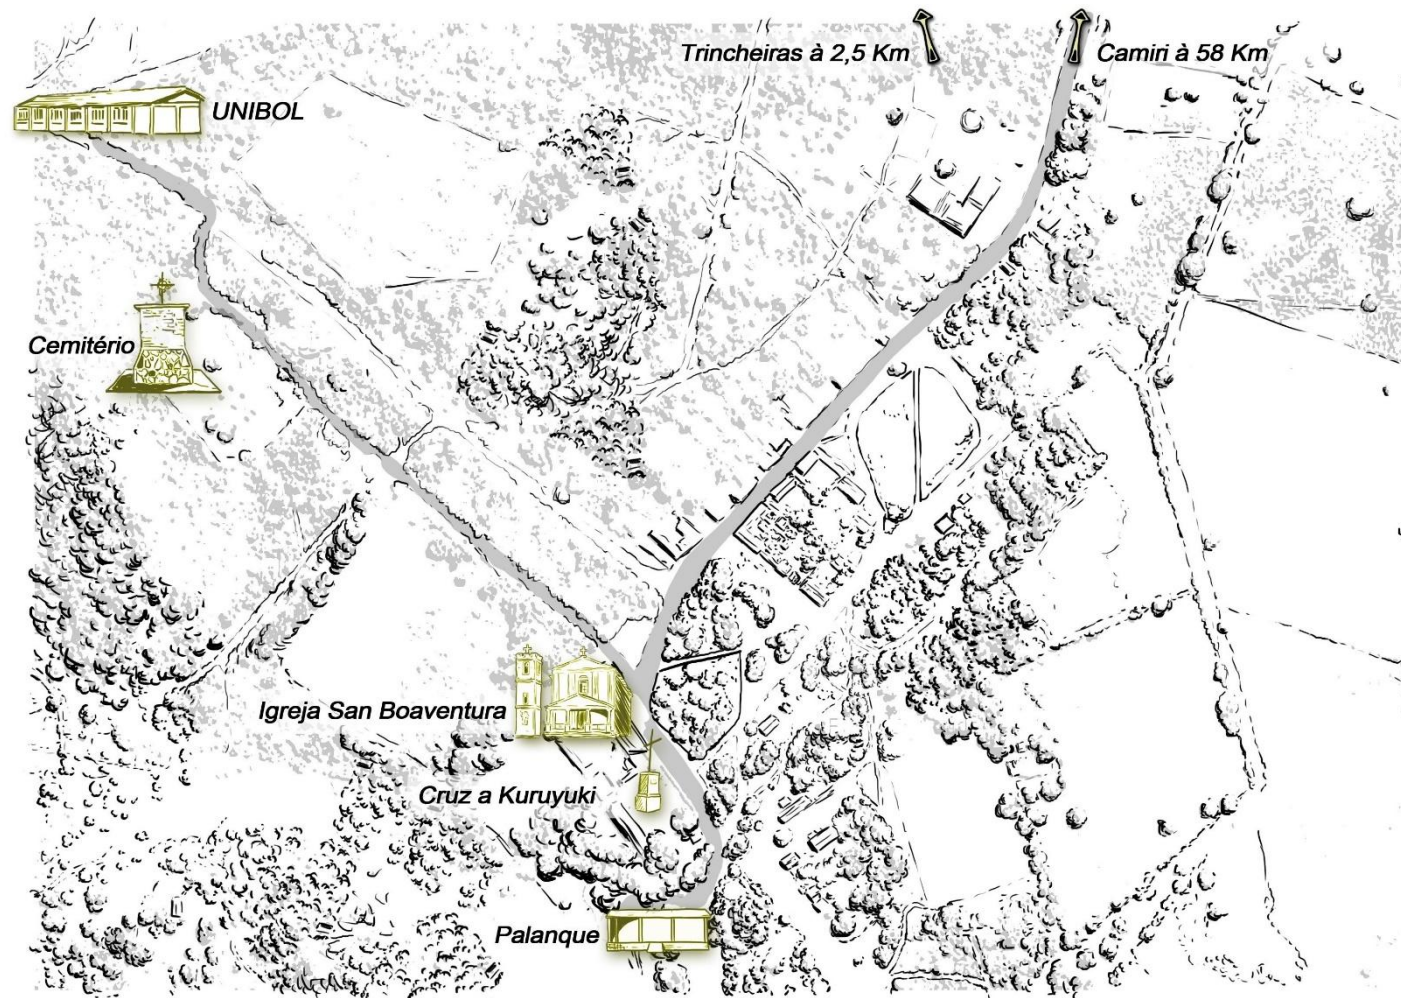 Trincheiras à 2,5 Km
Camiri à 58 Km
UNIBOL
Cemitério
Igreja San Boaventura
Cruz a Kuruyuki
Palanque